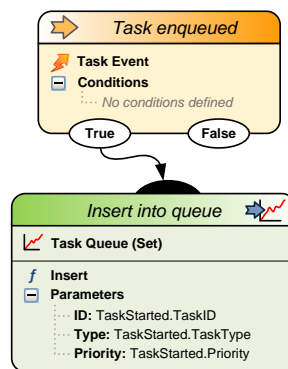 Task enqueued
Task Event
Conditions
No conditions defined
True
False
Insert into queue
Task Queue (Set)
f Insert
Parameters
ID: TaskStarted.TaskID
Type: TaskStarted.TaskType
Priority: TaskStarted.Priority